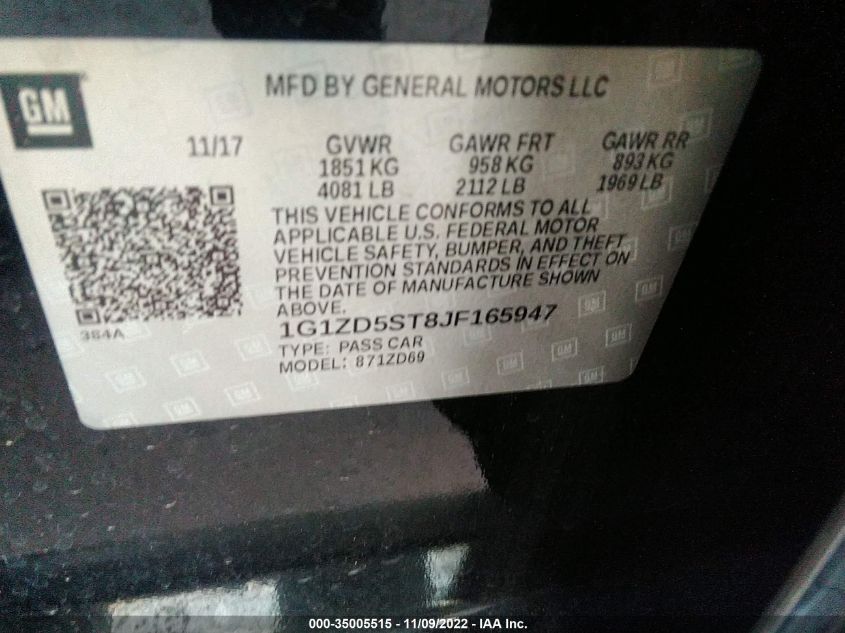 GM
MFD BY GENERAL MOTORS LLC
11/17 GVWR GAWR FRT GAWR RR
1851 KG 958 KG 893 KG
4081 LB 2112 LB 1969 LB
THIS VEHICLE CONFORMS TO ALL
APPLICABLE U.S. FEDERAL MOTOR
VEHICLE SAFETY, BUMPER, AND THEFT
PREVENTION STANDARDS IN EFFECT ON
THE DATE OF MANUFACTURE SHOWN
ABOVE.
384A
1G1ZD5ST8JF165947
TYPE: PASS CAR
MODEL: 871ZD69
000-35005515 - 11/09/2022 - IAA Inc.